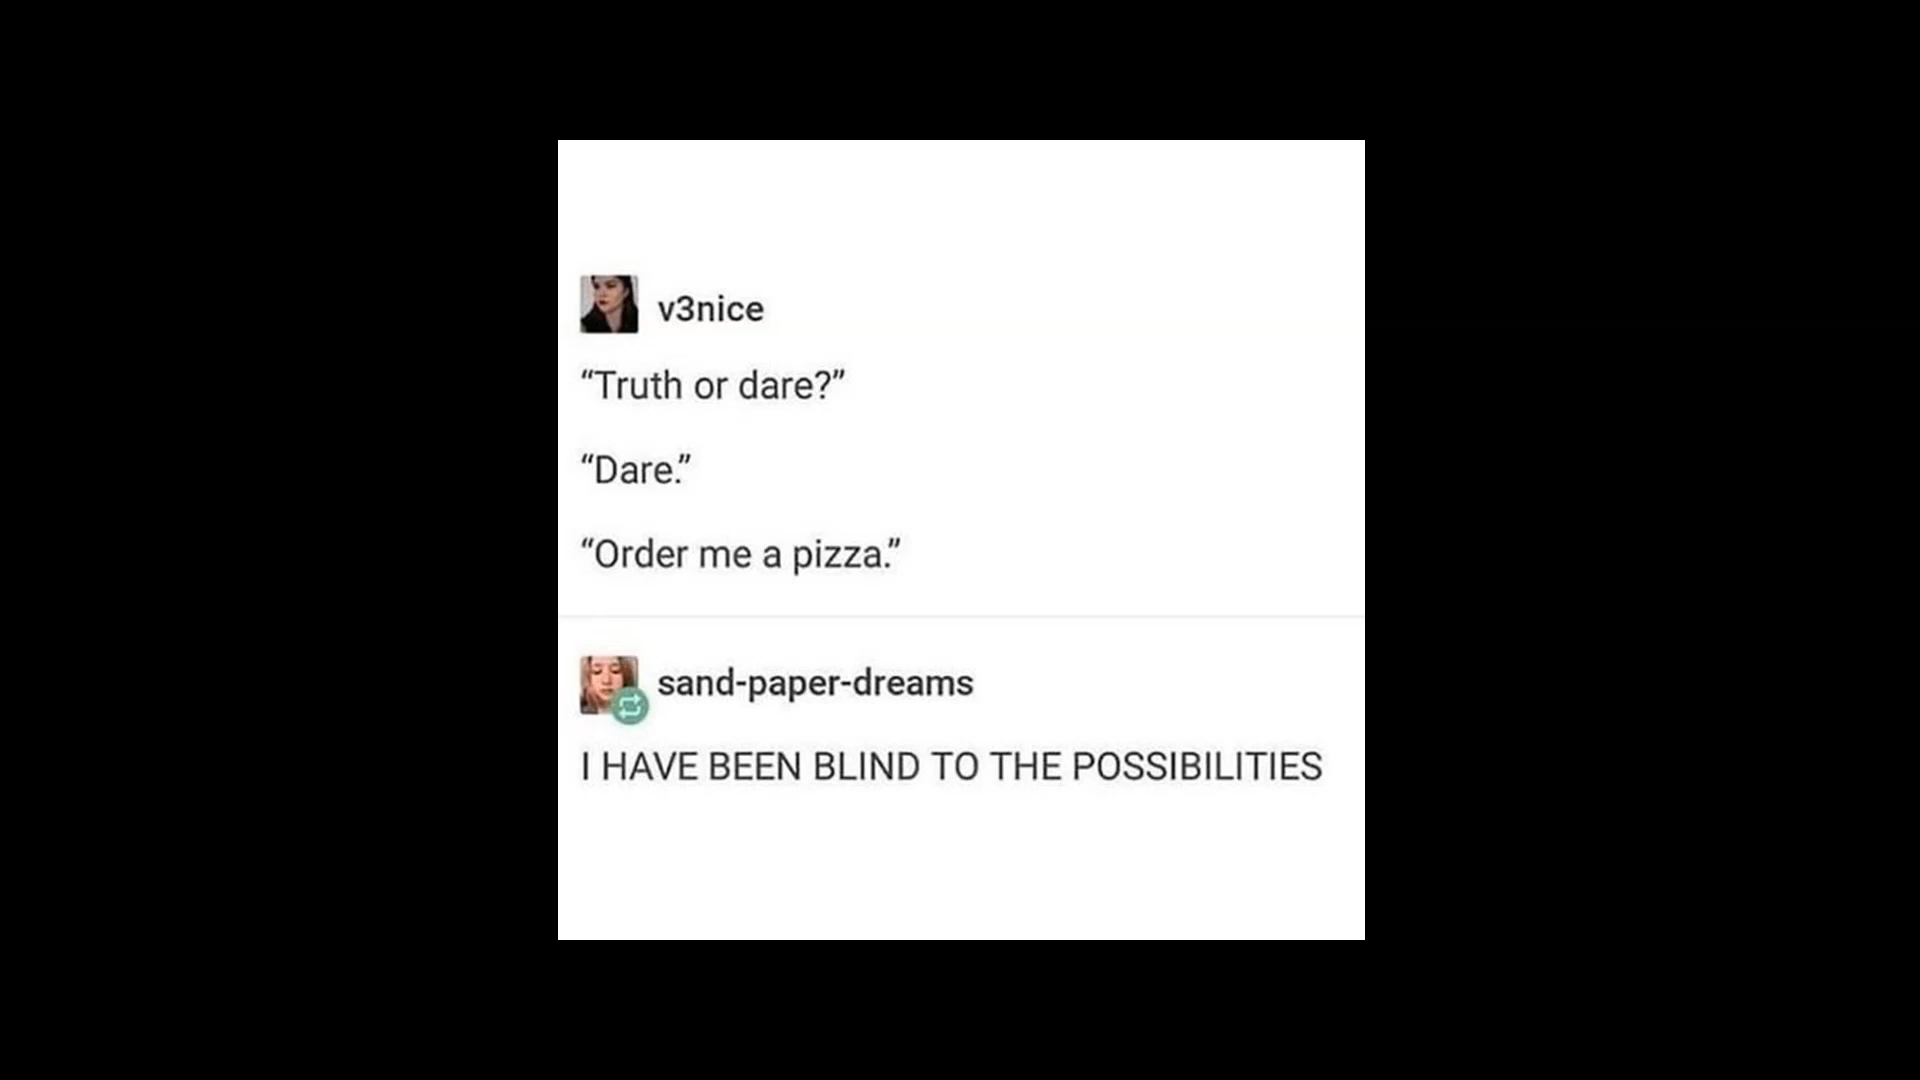 v3nice
“Truth or dare?”
“Dare.”
“Order me a pizza.”
sand-paper-dreams
I HAVE BEEN BLIND TO THE POSSIBILITIES